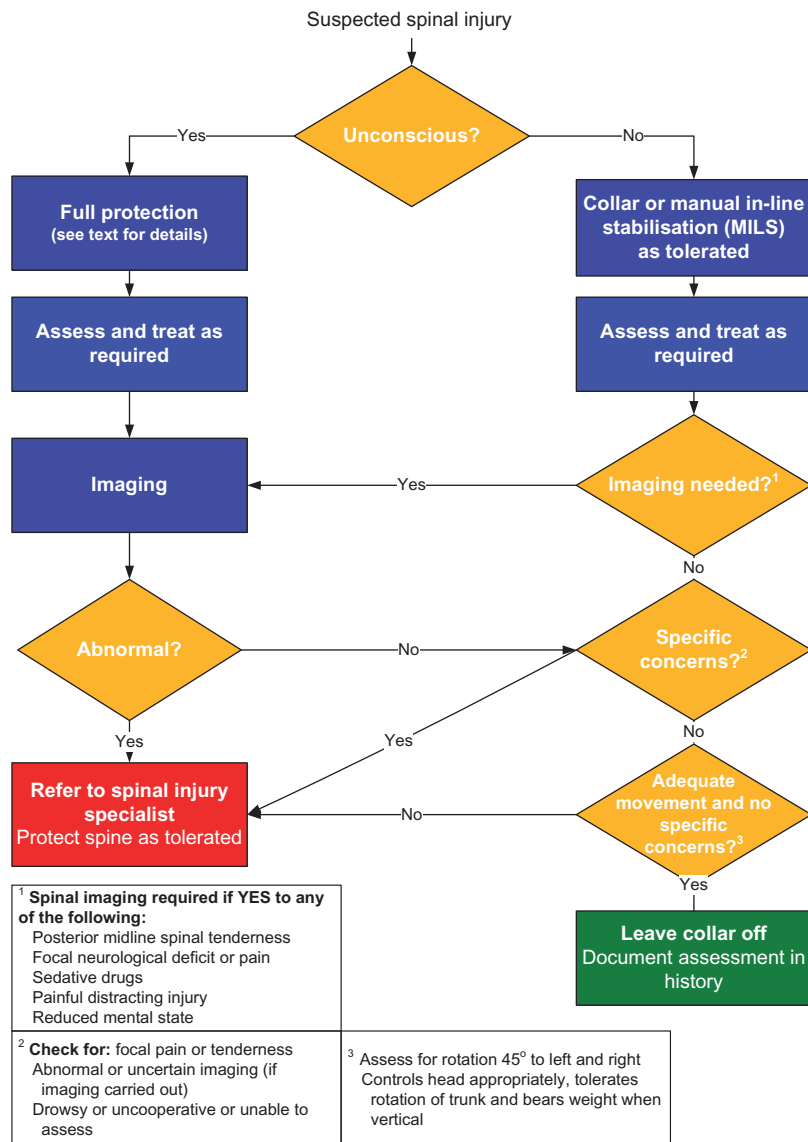 Suspected spinal injury
Unconscious?
Yes
No
Full protection
(see text for details)
Collar or manual in-line
stabilisation (MILS)
as tolerated
Assess and treat as
required
Assess and treat as
required
Imaging
Yes
Imaging needed?1
No
Abnormal?
No
Specific
concerns?2
Yes
Yes
No
Refer to spinal injury
specialist
Protect spine as tolerated
No
Adequate
movement and no
specific
concerns?3
Yes
Leave collar off
Document assessment in
history
1 Spinal imaging required if YES to any
of the following:
Posterior midline spinal tenderness
Focal neurological deficit or pain
Sedative drugs
Painful distracting injury
Reduced mental state
2 Check for: focal pain or tenderness
Abnormal or uncertain imaging (if
imaging carried out)
Drowsy or uncooperative or unable to
assess
3 Assess for rotation 45° to left and right
Controls head appropriately, tolerates
rotation of trunk and bears weight when
vertical